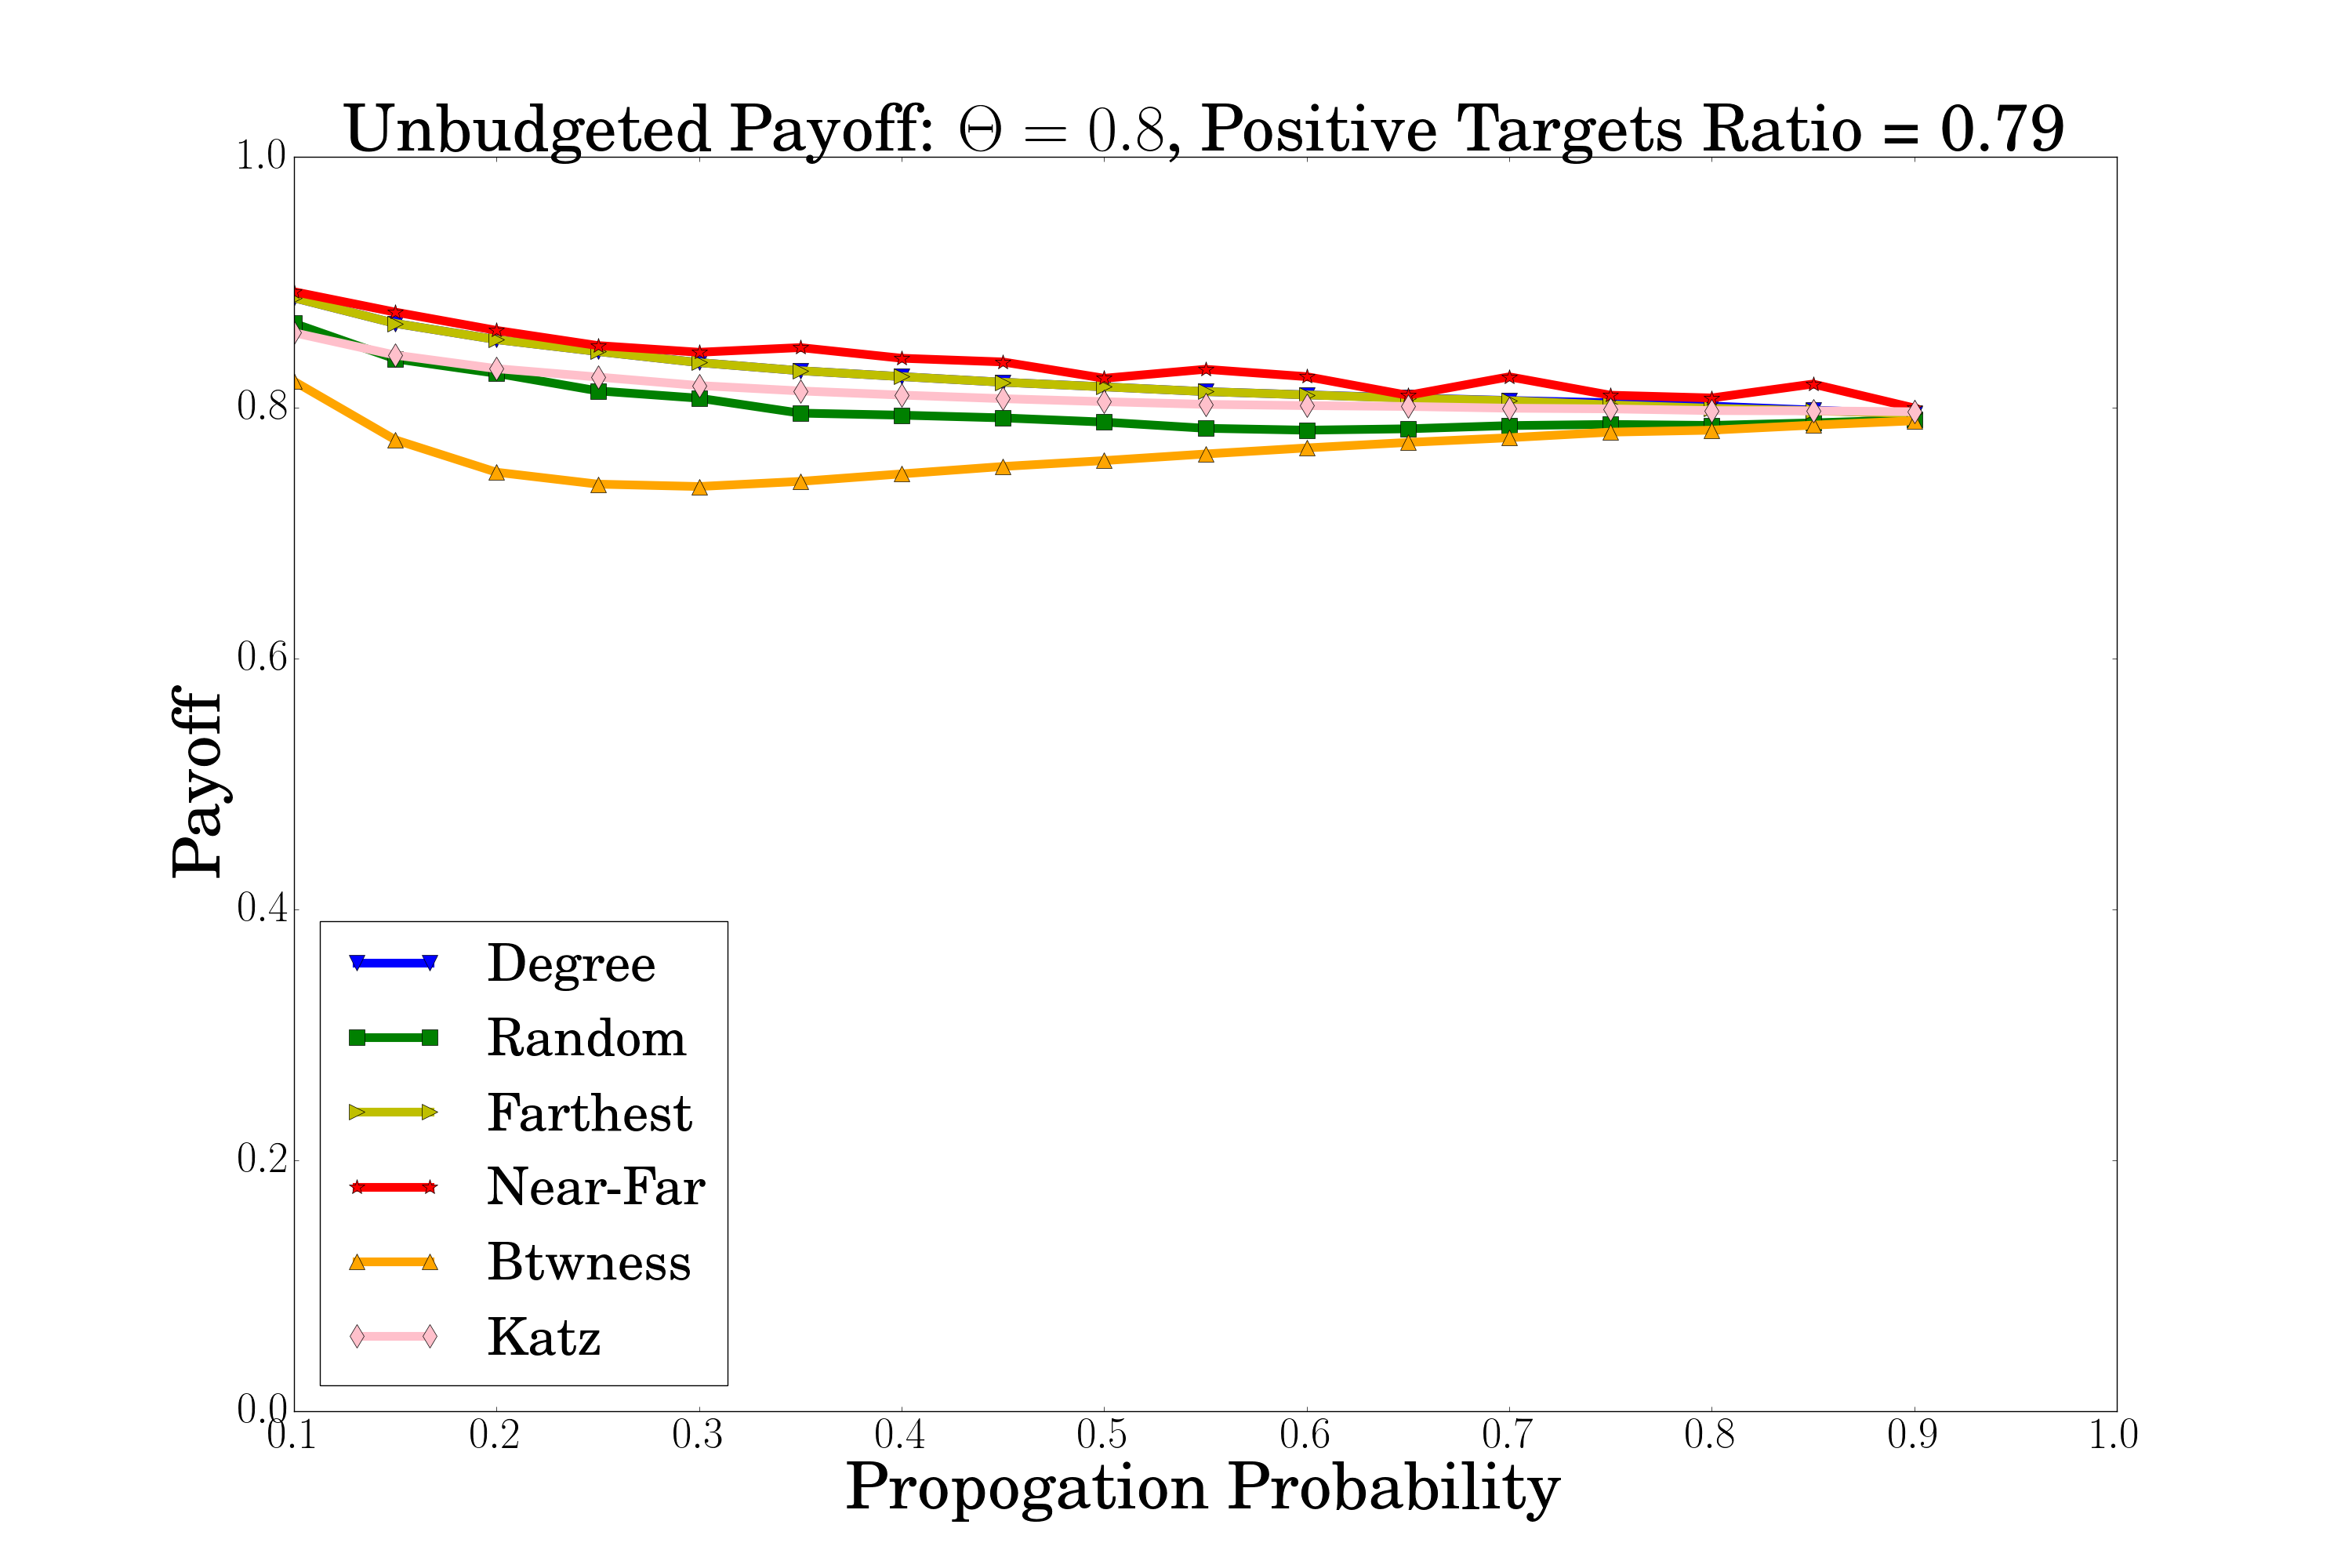 Unbudgeted Payoff: Θ = 0.8, Positive Targets Ratio = 0.79
1.0
0.8
0.6
0.4
0.2
0.0
Payoff
Degree
Random
Farthest
Near-Far
Btwness
Katz
0.1 0.2 0.3 0.4 0.5 0.6 0.7 0.8 0.9 1.0
Propogation Probability